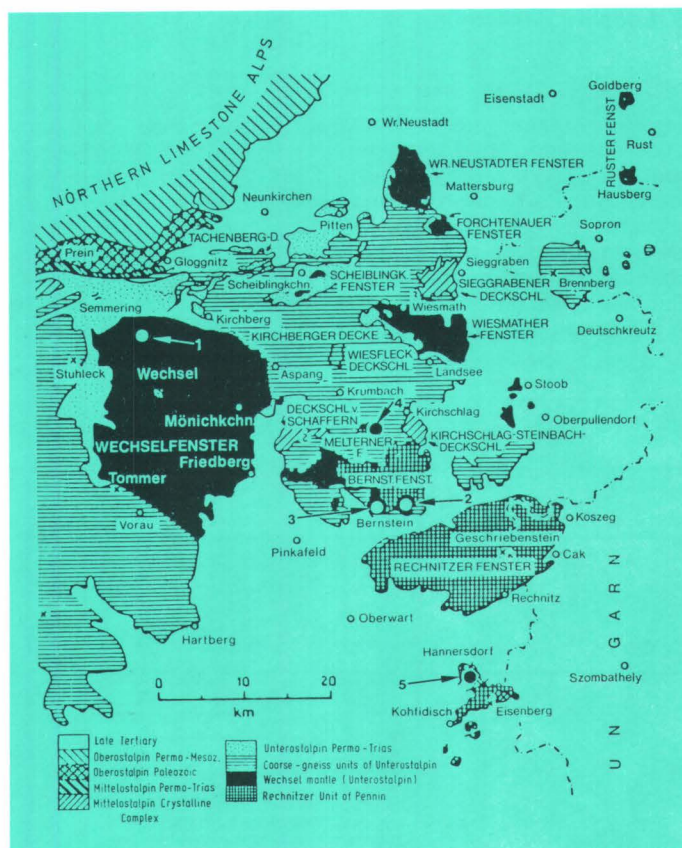 NORTHERN LIMESTONE ALPS
Goldberg
Eisenstadt
RUSTER FENST
Wr. Neustadt
Rust
WR. NEUSTADTER FENSTER
Mattersburg
Hausberg
Neunkirchen
FORCHTENAUER
FENSTER
Pitten
Sopron
TACHENBERG-D.
Prein
Gloggnitz
Sieggraben
Scheiblingkchn.
SCHEIBLINGK.
FENSTER
SIEGGRABENER
DECKSCHL.
Brennberg
Semmering
Wiesmath
Kirchberg
KIRCHBERGER DECKE
WIESMATHER
FENSTER
Deutschkreutz
1
WIESFLECK
DECKSCHL
Stuhleck
Aspang
Landsee
Wechsel
Krumbach
Stoob
4
Mönichkchn.
DECKSCHL v.
SCHAFFERN
Kirchschlag
Oberpullendorf
WECHSELFENSTER
MELTERNER
F.
KIRCHSCHLAG-STEINBACH-
DECKSCHL
Friedberg
BERNST. FENST.
Tommer
2
3
Bernstein
Vorau
Koszeg
Geschriebenstein
Pinkafeld
Cak
RECHNITZER FENSTER
Rechnitz
Oberwart
Hartberg
Hannersdorf
UNGARN
5
Szombathely
Kohfidisch
Eisenberg
0 10 20 30
km
Late Tertiary
Oberostalpin Perma-Mesoz.
Oberostalpin Paleozoic
Mittelostalpin Permo-Trias
Mittelostalpin Crystalline
Complex
Unterostalpin Permo-Trias
Coarse-gneiss units of Unterostalpin
Wechsel mantle (Unterostalpin)
Rechnitzer Unit of Pennin